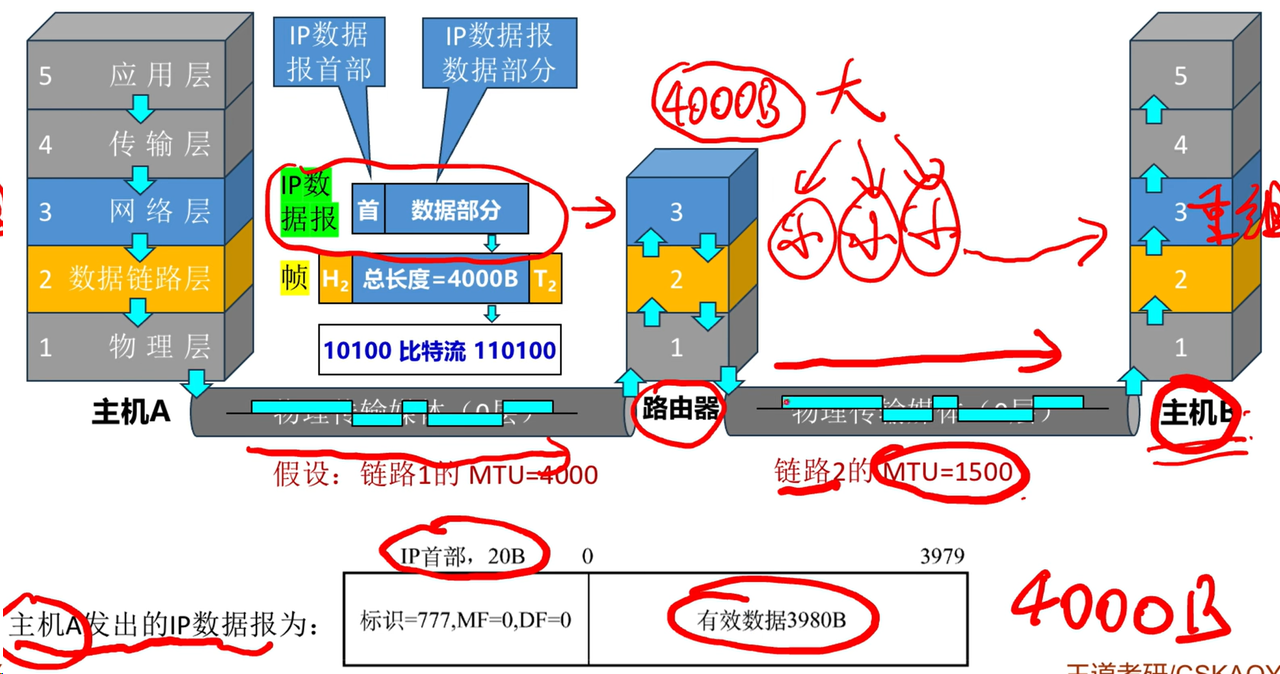 IP数据
报首部
IP数据报
数据部分
5 应用层
4 传输层
3 网络层
2 数据链路层
1 物理层
4000B 大
IP数
据报
首 数据部分
帧 H2 总长度=4000B T2
10100 比特流 110100
3
2
1
小 小 小
5
4
3 重组
2
1
主机A
物理传输媒体（0层）
路由器
物理传输媒体（0层）
主机B
假设：链路1的 MTU=4000
链路2的 MTU=1500
IP首部，20B 0 3979
主机A发出的IP数据报为：
标识=777,MF=0,DF=0 有效数据3980B
4000B
王道考研/CSKAOY